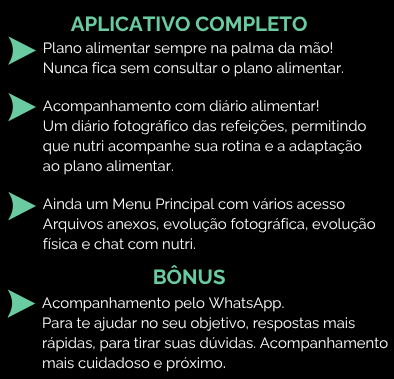 APLICATIVO COMPLETO
Plano alimentar sempre na palma da mão!
Nunca fica sem consultar o plano alimentar.
Acompanhamento com diário alimentar!
Um diário fotográfico das refeições, permitindo
que nutri acompanhe sua rotina e a adaptação
ao plano alimentar.
Ainda um Menu Principal com vários acesso
Arquivos anexos, evolução fotográfica, evolução
física e chat com nutri.
BÔNUS
Acompanhamento pelo WhatsApp.
Para te ajudar no seu objetivo, respostas mais
rápidas, para tirar suas dúvidas. Acompanhamento
mais cuidadoso e próximo.